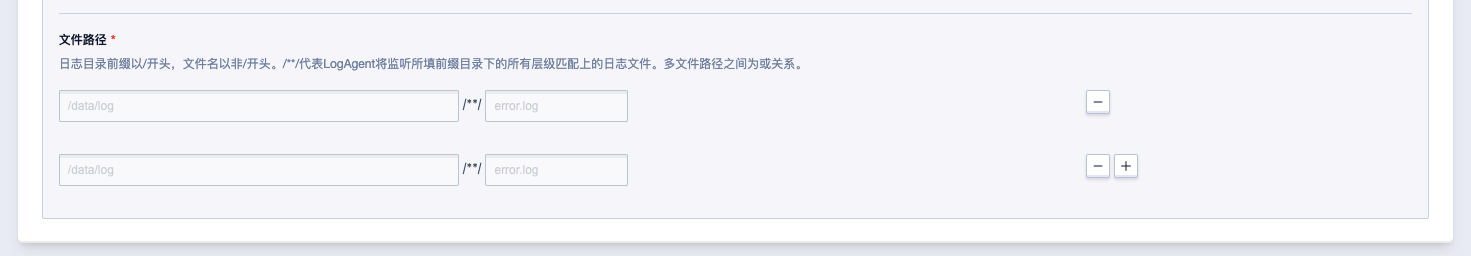 文件路径 *
日志目录前缀以/开头，文件名以非/开头。/**/代表LogAgent将监听所填前缀目录下的所有层级匹配上的日志文件。多文件路径之间为或关系。
/data/log /**/ error.log −
/data/log /**/ error.log − +